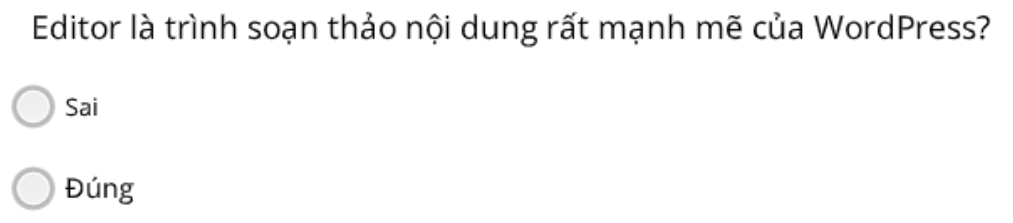 Editor là trình soạn thảo nội dung rất mạnh mẽ của WordPress?
Sai
Đúng